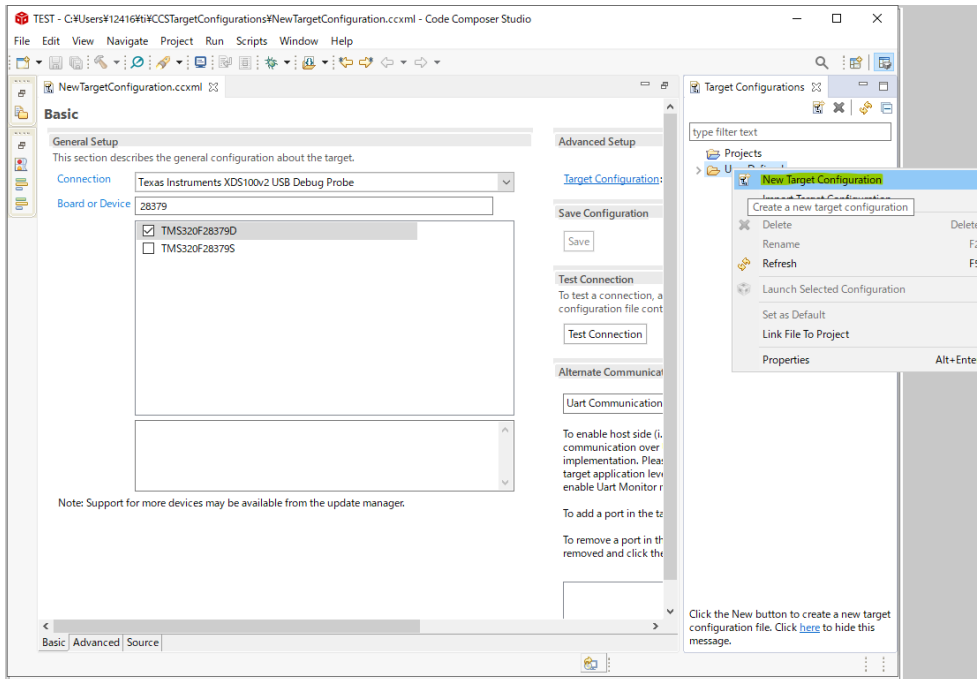 TEST - C:¥Users¥12416¥ti¥CCSTargetConfigurations¥NewTargetConfiguration.ccxml - Code Composer Studio
File Edit View Navigate Project Run Scripts Window Help
NewTargetConfiguration.ccxml
Basic
General Setup
This section describes the general configuration about the target.
Connection
Texas Instruments XDS100v2 USB Debug Probe
Board or Device
28379
TMS320F28379D
TMS320F28379S
Note: Support for more devices may be available from the update manager.
Advanced Setup
Target Configuration:
Save Configuration
Save
Test Connection
To test a connection, a
configuration file cont
Test Connection
Alternate Communicat
Uart Communication
To enable host side (i.
communication over
implementation. Pleas
target application leve
enable Uart Monitor r
To add a port in the ta
To remove a port in th
removed and click the
Basic Advanced Source
Target Configurations
type filter text
Projects
New Target Configuration
Create a new target configuration
Delete Delete
Rename F2
Refresh F5
Launch Selected Configuration
Set as Default
Link File To Project
Properties Alt+Ente
Click the New button to create a new target
configuration file. Click here to hide this
message.